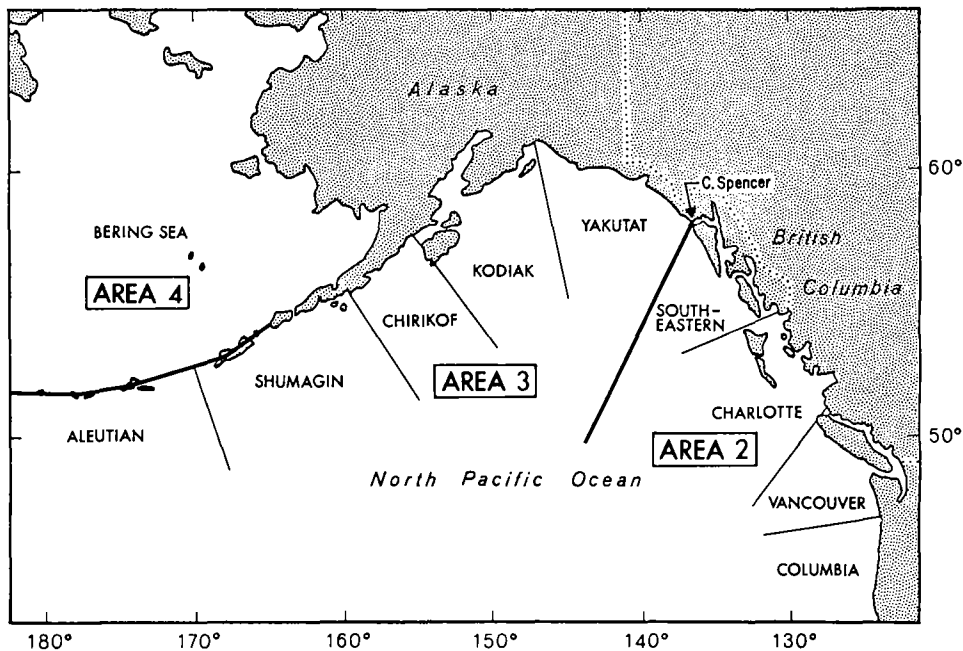 Alaska
60°
C. Spencer
YAKUTAT
British
Columbia
BERING SEA
KODIAK
AREA 4
SOUTH-
EASTERN
CHIRIKOF
AREA 3
SHUMAGIN
CHARLOTTE
ALEUTIAN
AREA 2
50°
North Pacific Ocean
VANCOUVER
COLUMBIA
180°
170°
160°
150°
140°
130°